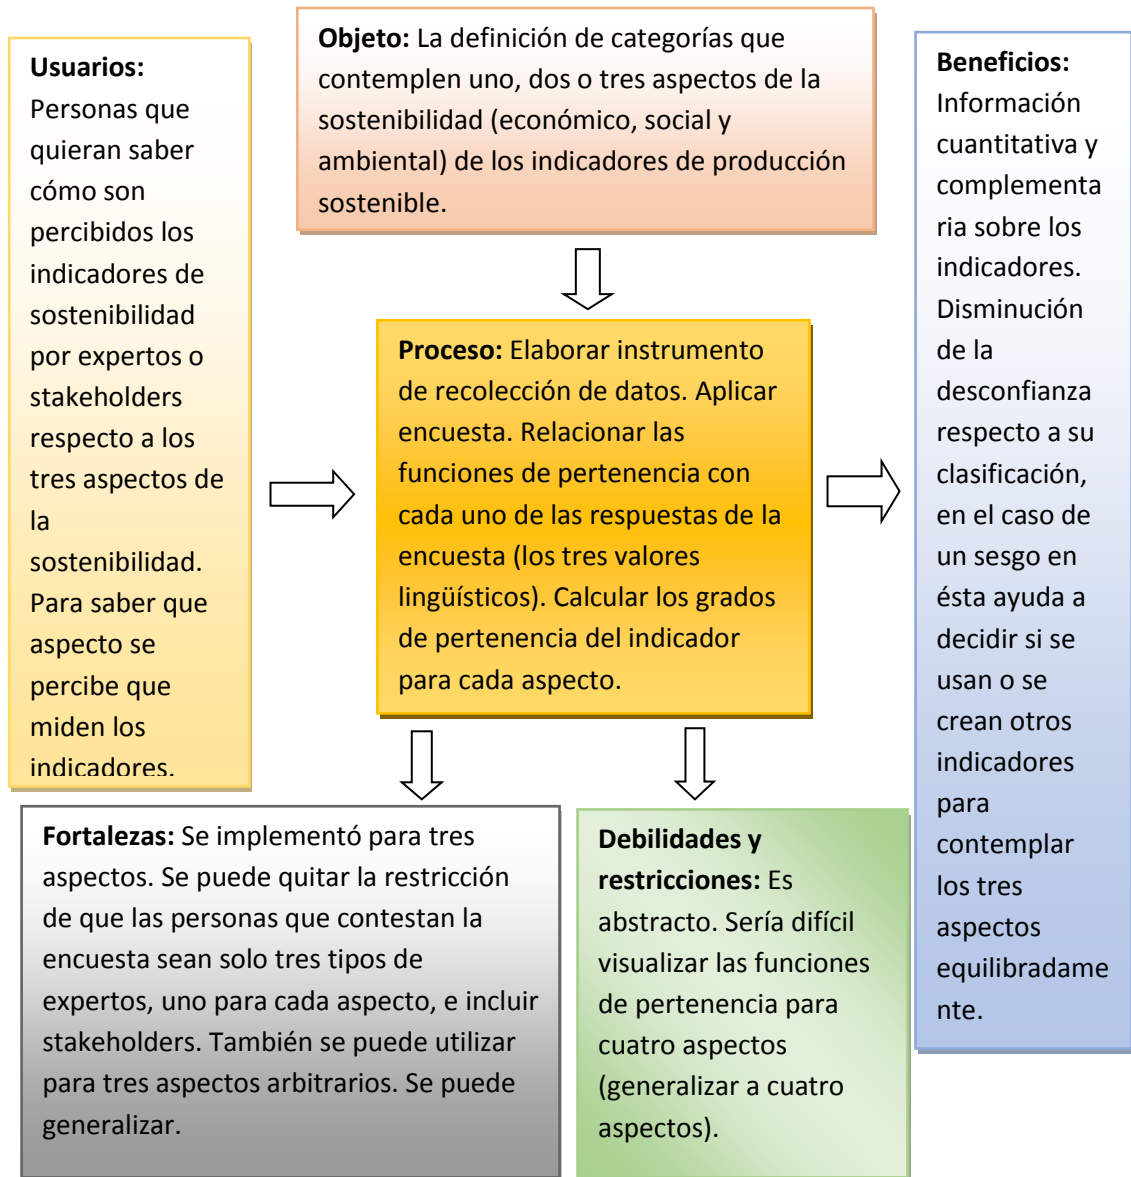 Usuarios:
Personas que
quieran saber
cómo son
percibidos los
indicadores de
sostenibilidad
por expertos o
stakeholders
respecto a los
tres aspectos de
la
sostenibilidad.
Para saber que
aspecto se
percibe que
miden los
indicadores.
Objeto: La definición de categorías que
contemplen uno, dos o tres aspectos de la
sostenibilidad (económico, social y
ambiental) de los indicadores de producción
sostenible.
Proceso: Elaborar instrumento
de recolección de datos. Aplicar
encuesta. Relacionar las
funciones de pertenencia con
cada uno de las respuestas de la
encuesta (los tres valores
lingüísticos). Calcular los grados
de pertenencia del indicador
para cada aspecto.
Beneficios:
Información
cuantitativa y
complementa
ria sobre los
indicadores.
Disminución
de la
desconfianza
respecto a su
clasificación,
en el caso de
un sesgo en
ésta ayuda a
decidir si se
usan o se
crean otros
indicadores
para
contemplar
los tres
aspectos
equilibradame
nte.
Fortalezas: Se implementó para tres
aspectos. Se puede quitar la restricción
de que las personas que contestan la
encuesta sean solo tres tipos de
expertos, uno para cada aspecto, e incluir
stakeholders. También se puede utilizar
para tres aspectos arbitrarios. Se puede
generalizar.
Debilidades y
restricciones: Es
abstracto. Sería difícil
visualizar las funciones
de pertenencia para
cuatro aspectos
(generalizar a cuatro
aspectos).